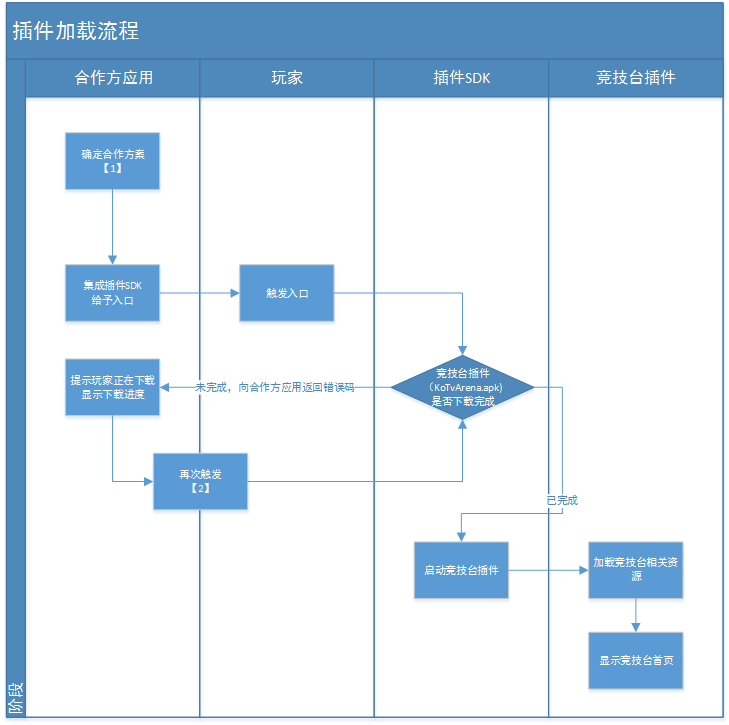 插件加载流程
合作方应用
玩家
插件SDK
竞技台插件
确定合作方案
【1】
集成插件SDK
给予入口
触发入口
提示玩家正在下载
显示下载进度
未完成，向合作方应用返回错误码
竞技台插件
（KoTvArena.apk)
是否下载完成
再次触发
【2】
已完成
启动竞技台插件
加载竞技台相关资
源
显示竞技台首页
阶段